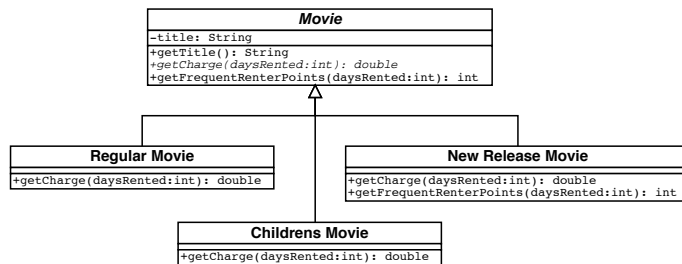 Movie
-title: String
+getTitle(): String
+getCharge(daysRented:int): double
+getFrequentRenterPoints(daysRented:int): int
Regular Movie
+getCharge(daysRented:int): double
New Release Movie
+getCharge(daysRented:int): double
+getFrequentRenterPoints(daysRented:int): int
Childrens Movie
+getCharge(daysRented:int): double